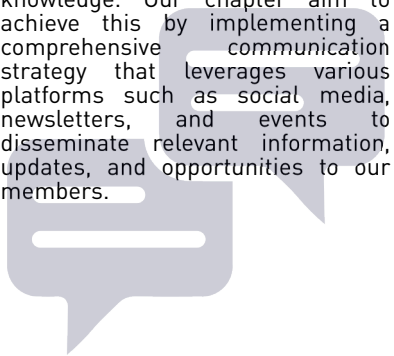 knowledge. Our chapter aim to
achieve this by implementing a
comprehensive communication
strategy that leverages various
platforms such as social media,
newsletters, and events to
disseminate relevant information,
updates, and opportunities to our
members.